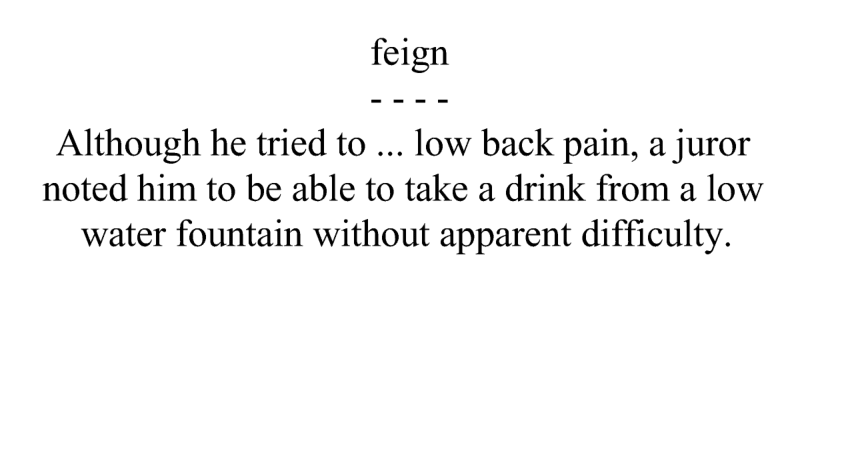 feign
- - - -
Although he tried to ... low back pain, a juror
noted him to be able to take a drink from a low
water fountain without apparent difficulty.